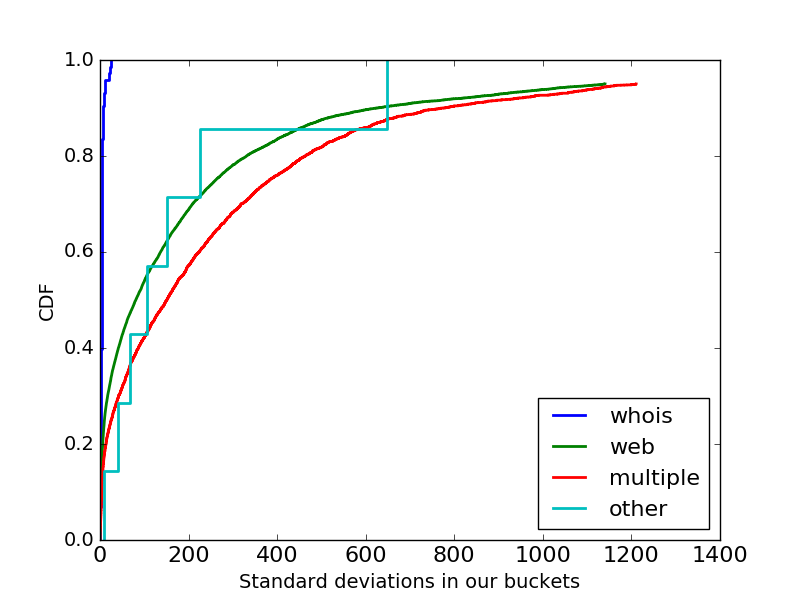 1.0
0.8
0.6
0.4
0.2
0.0
CDF
0 200 400 600 800 1000 1200 1400
Standard deviations in our buckets
whois
web
multiple
other